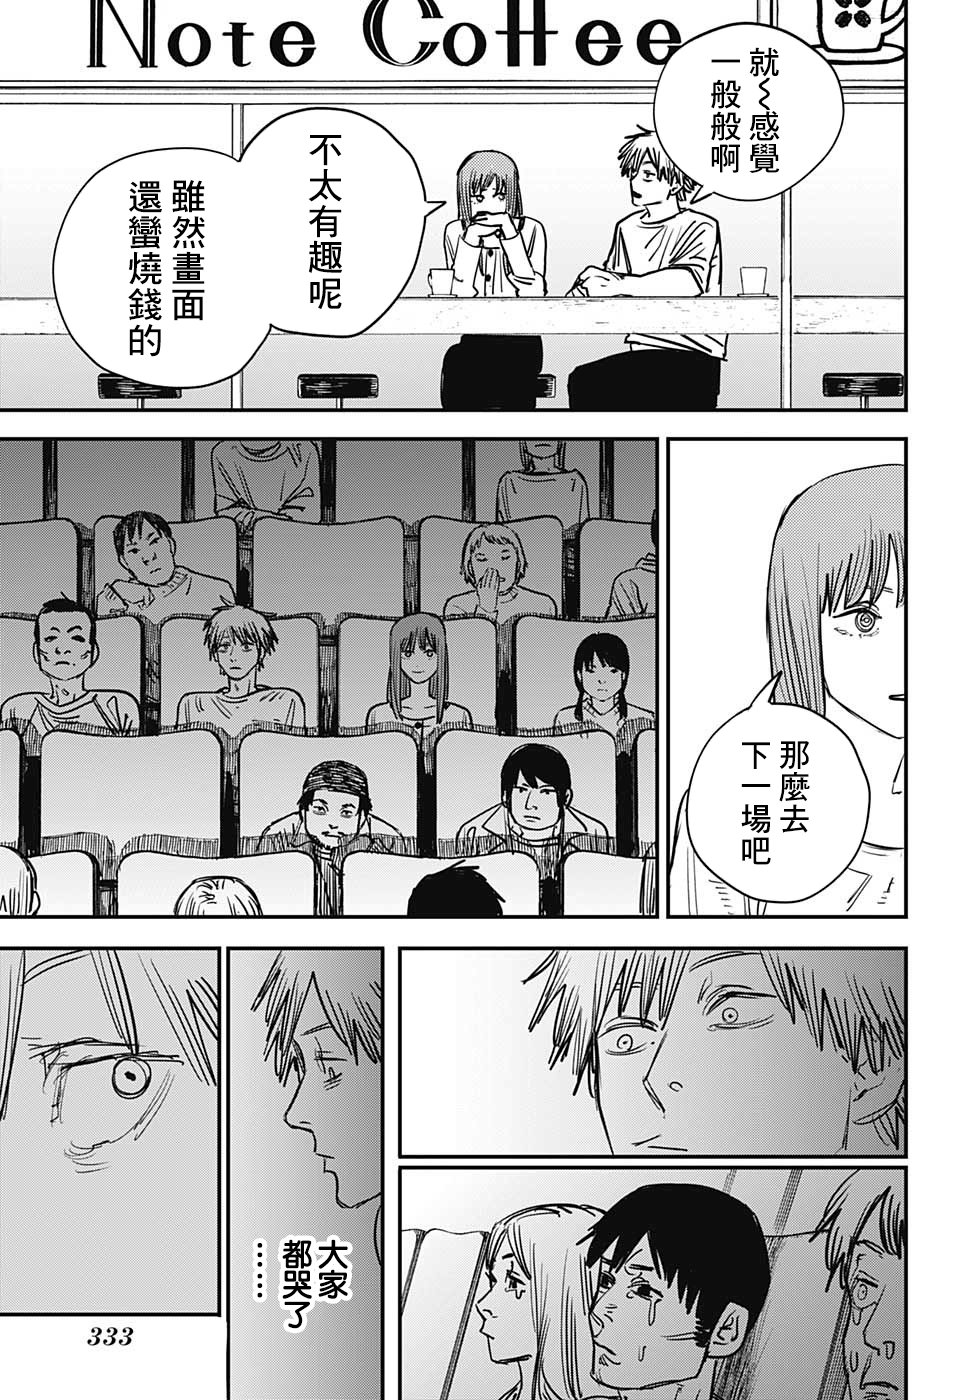 Note Coffee
就～感覺
一般般啊
不太有趣呢
雖然畫面
還蠻燒錢的
那麼去
下一場吧
大家
都哭了
……
333